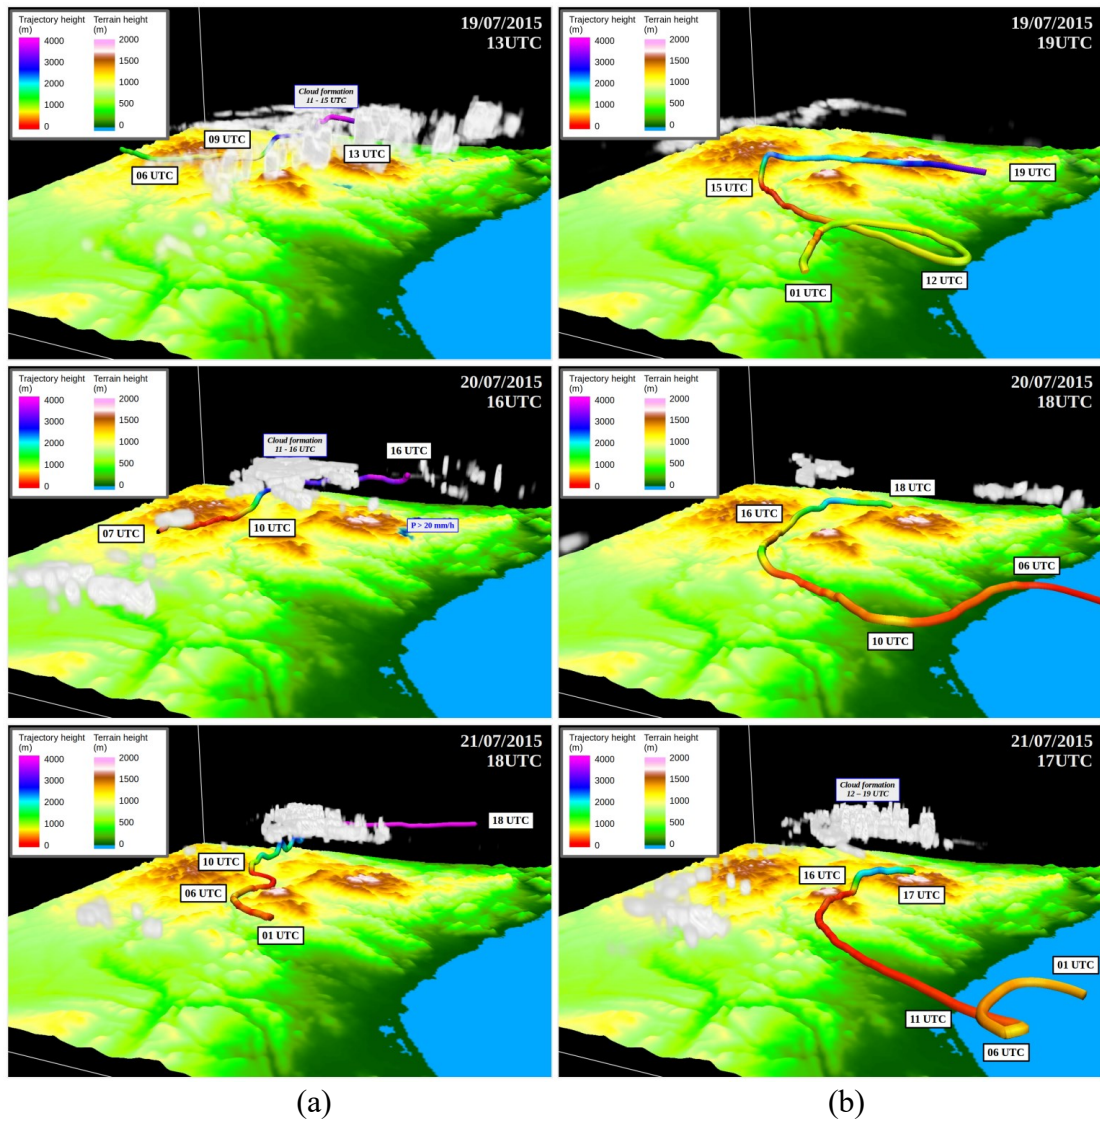 Trajectory height
(m)
Terrain height
(m)
4000
3000
2000
1000
0
2000
1500
1000
500
0
19/07/2015
13UTC
Cloud formation
11 - 15 UTC
09 UTC
13 UTC
06 UTC
Trajectory height
(m)
Terrain height
(m)
4000
3000
2000
1000
0
2000
1500
1000
500
0
19/07/2015
19UTC
15 UTC
19 UTC
12 UTC
01 UTC
Trajectory height
(m)
Terrain height
(m)
4000
3000
2000
1000
0
2000
1500
1000
500
0
20/07/2015
16UTC
Cloud formation
11 - 16 UTC
16 UTC
07 UTC
10 UTC
P > 20 mm/h
Trajectory height
(m)
Terrain height
(m)
4000
3000
2000
1000
0
2000
1500
1000
500
0
20/07/2015
18UTC
18 UTC
16 UTC
06 UTC
10 UTC
Trajectory height
(m)
Terrain height
(m)
4000
3000
2000
1000
0
2000
1500
1000
500
0
21/07/2015
18UTC
18 UTC
10 UTC
06 UTC
01 UTC
Trajectory height
(m)
Terrain height
(m)
4000
3000
2000
1000
0
2000
1500
1000
500
0
21/07/2015
17UTC
Cloud formation
12 – 19 UTC
16 UTC
17 UTC
01 UTC
11 UTC
06 UTC
(a)
(b)